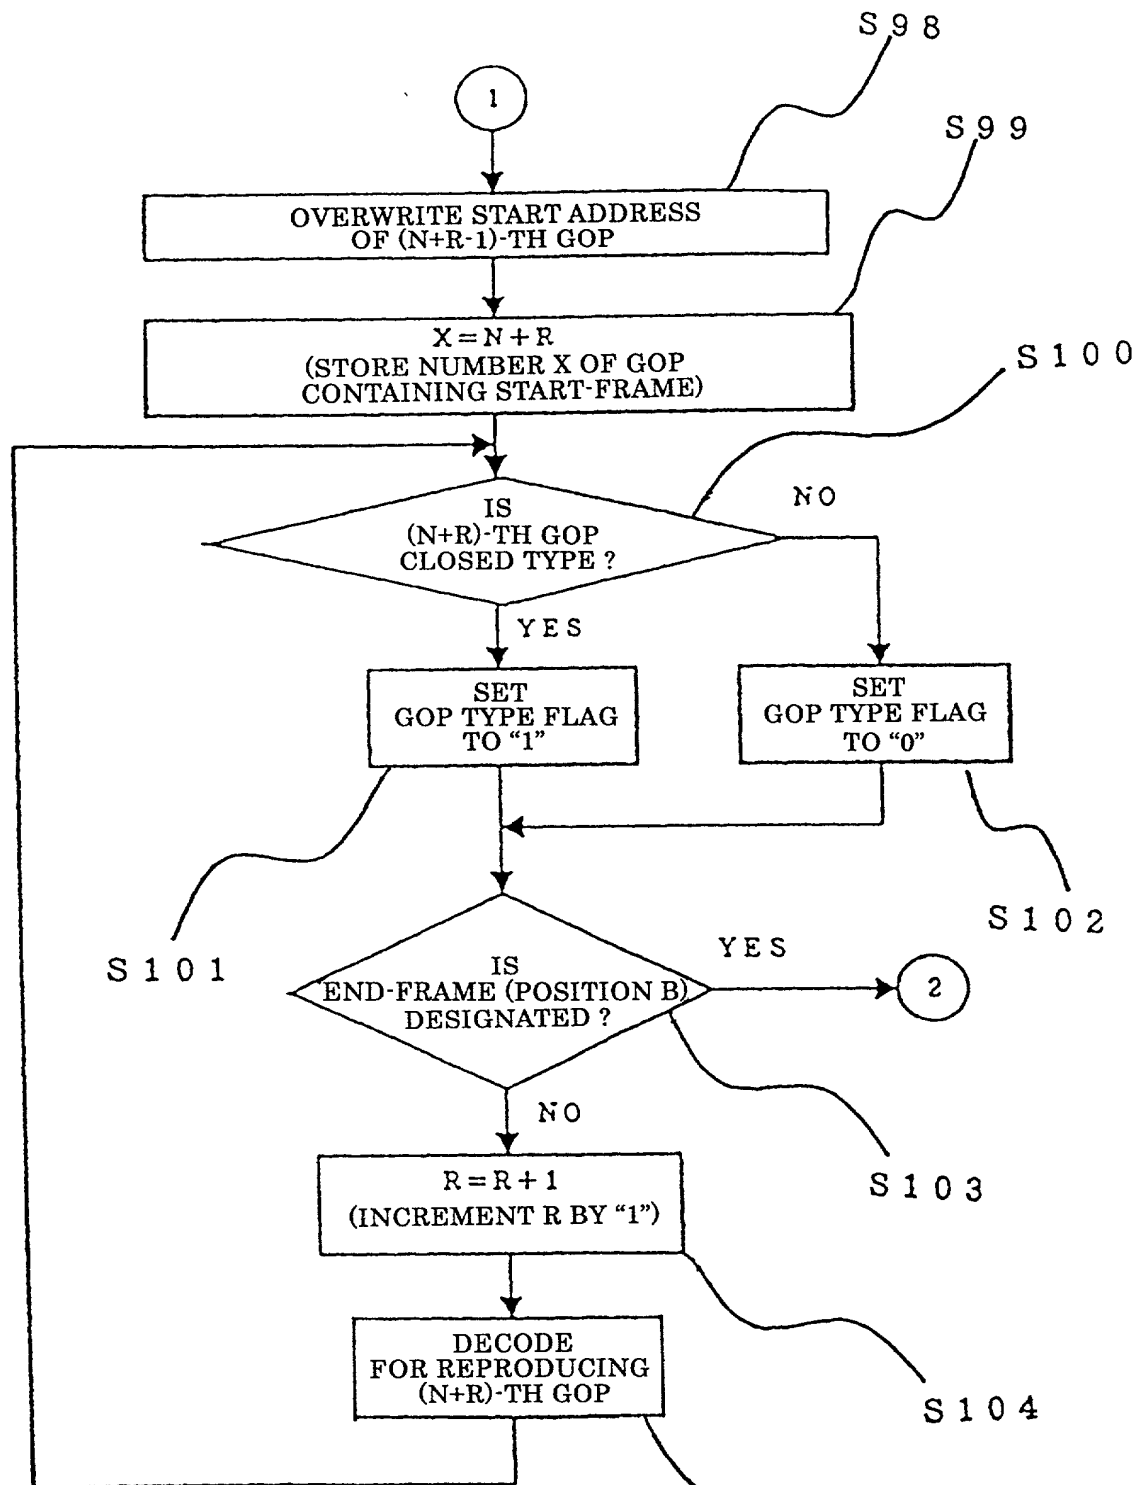 S98
1
S99
OVERWRITE START ADDRESS
OF (N+R-1)-TH GOP
X=N+R
(STORE NUMBER X OF GOP
CONTAINING START-FRAME)
S100
IS
(N+R)-TH GOP
CLOSED TYPE ?
NO
YES
SET
GOP TYPE FLAG
TO “1”
SET
GOP TYPE FLAG
TO “0”
S101
S102
IS
END-FRAME (POSITION B)
DESIGNATED ?
YES
2
NO
S103
R=R+1
(INCREMENT R BY “1”)
S104
DECODE
FOR REPRODUCING
(N+R)-TH GOP